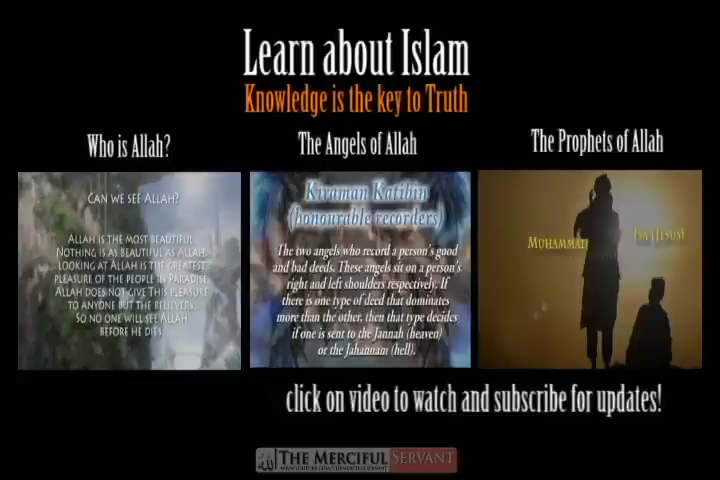 Learn about Islam
Knowledge is the key to Truth
Who is Allah?
The Angels of Allah
The Prophets of Allah
CAN WE SEE ALLAH?
ALLAH IS THE MOST BEAUTIFUL
NOTHING IS AS BEAUTIFUL AS ALLAH,
LOOKING AT ALLAH IS THE GREATEST
PLEASURE OF THE PEOPLE IN PARADISE
ALLAH DOES NOT GIVE THIS PLEASURE
TO ANYONE BUT THE BELIEVERS.
SO NO ONE WILL SEE ALLAH
BEFORE HE DIES.
Kiraman Katibin
(honourable recorders)
The two angels who record a person's good
and bad deeds. These angels sit on a person's
right and left shoulders respectively. If
there is one type of deed that dominates
more than the other, then that type decides
if one is sent to the Jannah (heaven)
or the Jahannam (hell).
MUHAMMAD
ISA (JESUS)
click on video to watch and subscribe for updates!
THE MERCIFUL SERVANT